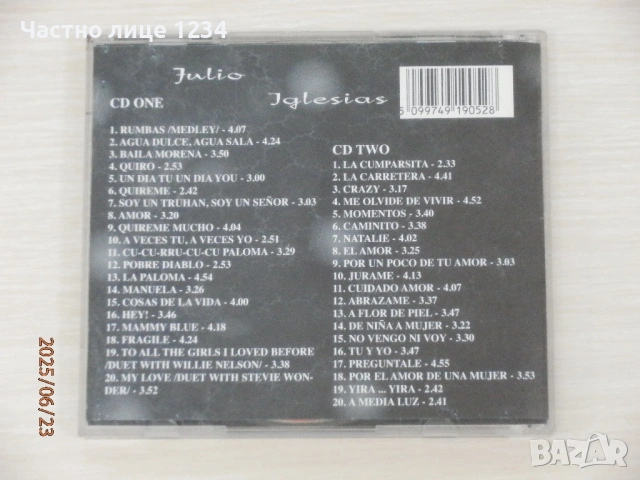 Частно лице 1234
Julio
Iglesias
5 099749 190528
CD ONE
1. RUMBAS /MEDLEY/ - 4.07
2. AGUA DULCE, AGUA SALA - 4.24
3. BAILA MORENA - 3.50
4. QUIRO - 2.53
5. UN DIA TU UN DIA YOU - 3.00
6. QUIREME - 2.42
7. SOY UN TRUHAN, SOY UN SEÑOR - 3.03
8. AMOR - 3.20
9. QUIREME MUCHO - 4.04
10. A VECES TU, A VECES YO - 2.51
11. CU-CU-RRU-CU-CU PALOMA - 3.29
12. POBRE DIABLO - 2.53
13. LA PALOMA - 4.54
14. MANUELA - 3.26
15. COSAS DE LA VIDA - 4.00
16. HEY! - 3.46
17. MAMMY BLUE - 4.18
18. FRAGILE - 4.24
19. TO ALL THE GIRLS I LOVED BEFORE
/DUET WITH WILLIE NELSON/ - 3.38
20. MY LOVE /DUET WITH STEVIE WON-
DER/ - 3.52
CD TWO
1. LA CUMPARSITA - 2.33
2. LA CARRETERA - 4.41
3. CRAZY - 3.17
4. ME OLVIDE DE VIVIR - 4.52
5. MOMENTOS - 3.40
6. CAMINITO - 3.38
7. NATALIE - 4.02
8. EL AMOR - 3.25
9. POR UN POCO DE TU AMOR - 3.03
10. JURAME - 4.13
11. CUIDADO AMOR - 4.07
12. ABRAZAME - 3.37
13. A FLOR DE PIEL - 3.47
14. DE NIÑA A MUJER - 3.22
15. NO VENGO NI VOY - 3.30
16. TU Y YO - 3.47
17. PREGUNTALE - 4.55
18. POR EL AMOR DE UNA MUJER - 3.53
19. YIRA ... YIRA - 2.42
20. A MEDIA LUZ - 2.41
2025/06/23
BAZAR